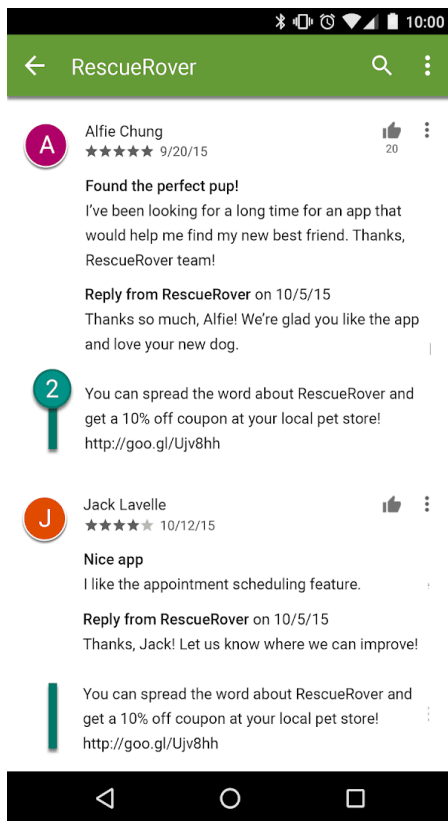 10:00
RescueRover
A
Alfie Chung
★★★★★ 9/20/15
20
Found the perfect pup!
I've been looking for a long time for an app that
would help me find my new best friend. Thanks,
RescueRover team!
Reply from RescueRover on 10/5/15
Thanks so much, Alfie! We're glad you like the app
and love your new dog.
2
You can spread the word about RescueRover and
get a 10% off coupon at your local pet store!
http://goo.gl/Ujv8hh
J
Jack Lavelle
★★★★★ 10/12/15
Nice app
I like the appointment scheduling feature.
Reply from RescueRover on 10/5/15
Thanks, Jack! Let us know where we can improve!
You can spread the word about RescueRover and
get a 10% off coupon at your local pet store!
http://goo.gl/Ujv8hh